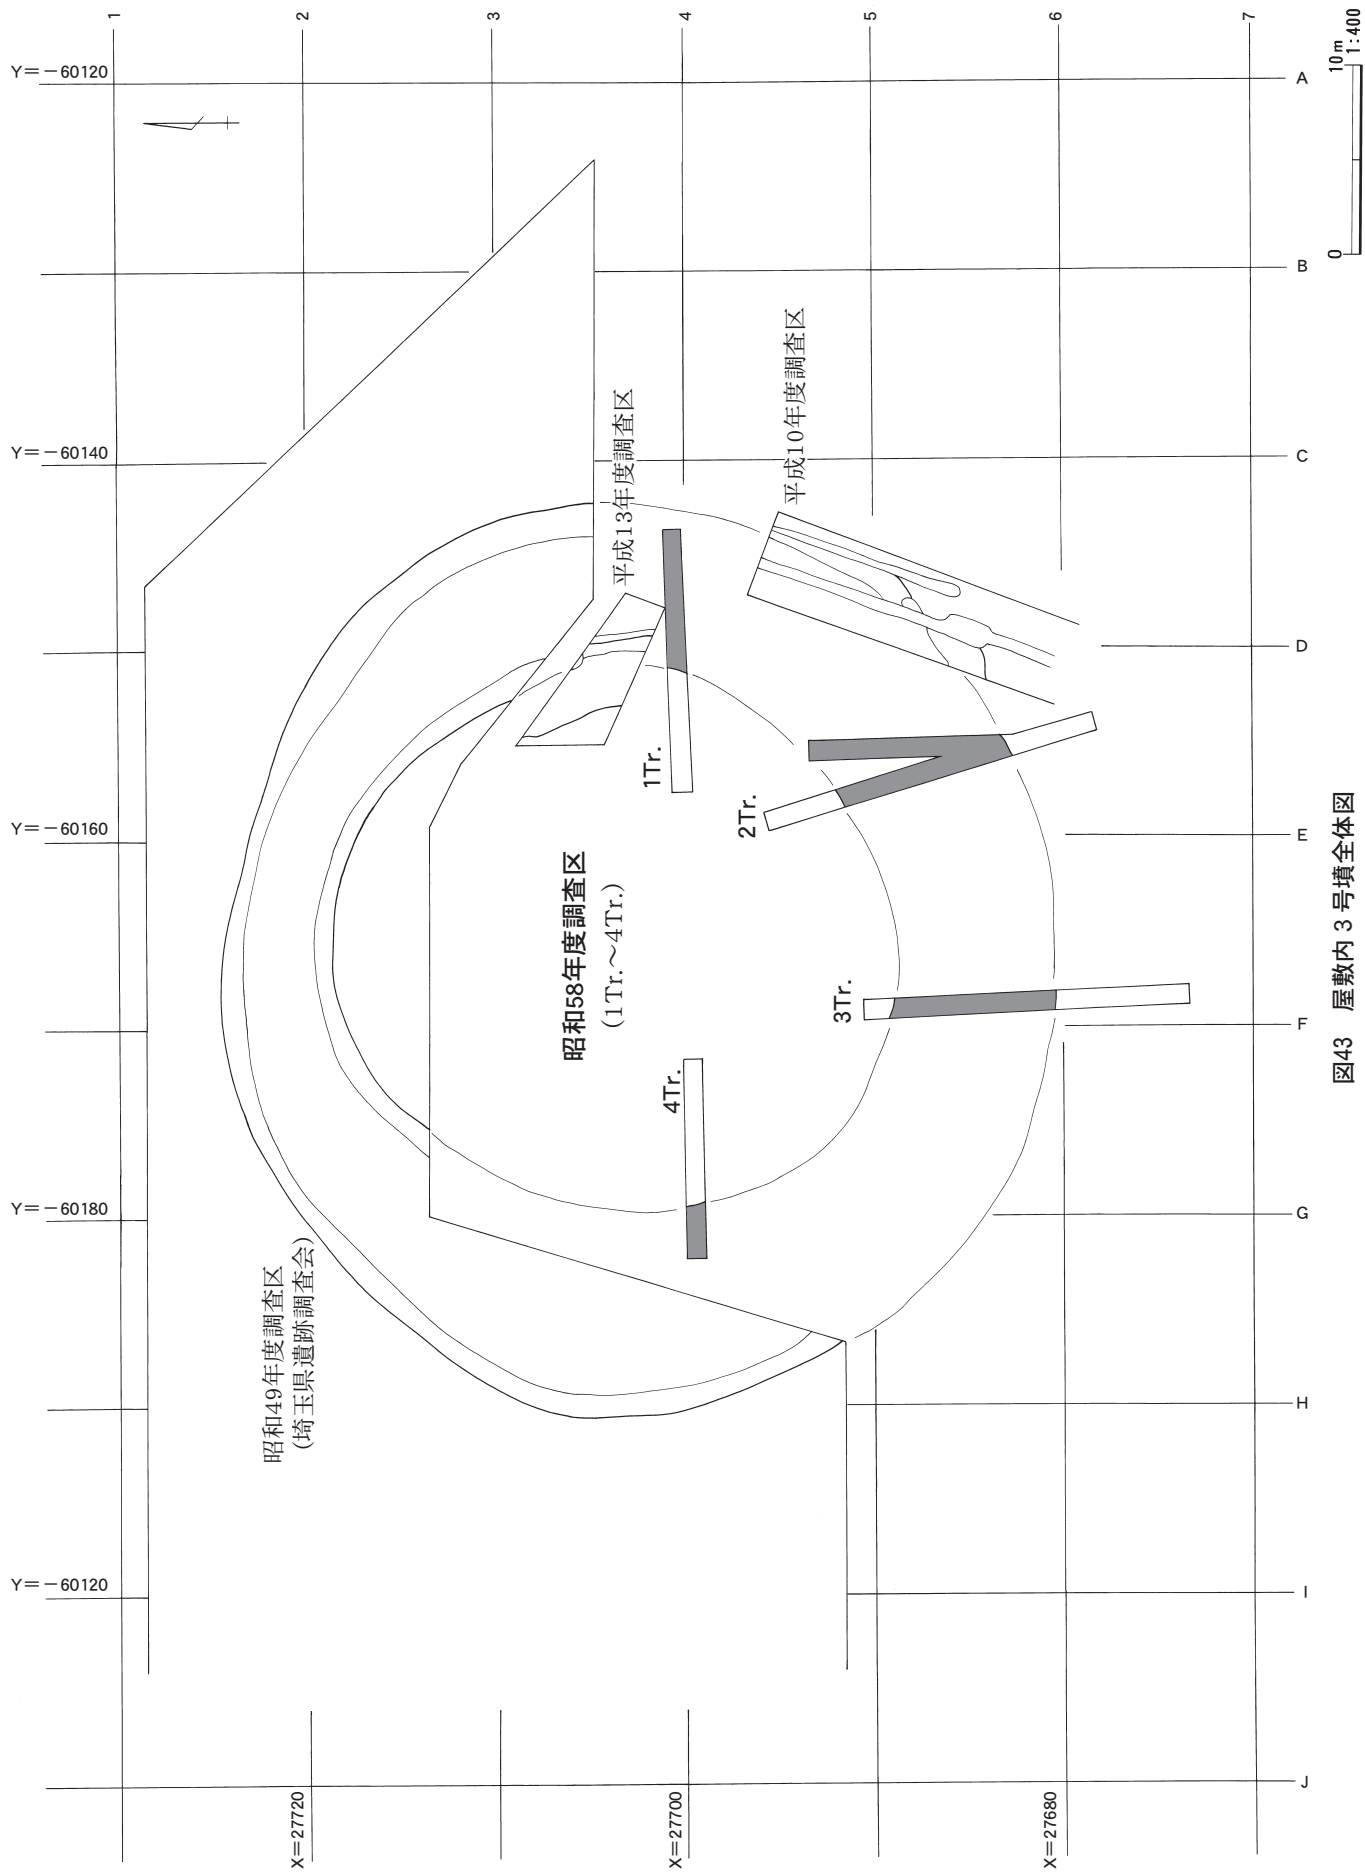 1
2
3
4
5
6
7
Y=-60120
Y=-60140
Y=-60160
Y=-60180
Y=-60120
A
B
C
D
E
F
G
H
I
J
0
10m
1:400
平成13年度調査区
平成10年度調査区
1Tr.
2Tr.
昭和58年度調査区
(1Tr.~4Tr.)
3Tr.
4Tr.
昭和49年度調査区
(埼玉県遺跡調査会)
X=27720
X=27700
X=27680
図43 屋敷内3号墳全体図